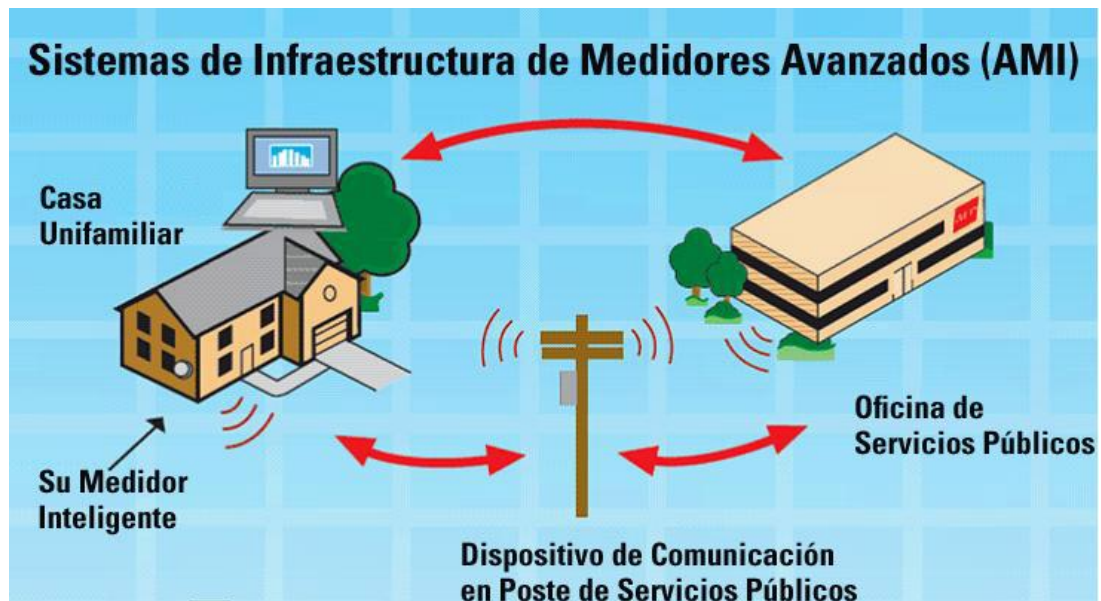 Sistemas de Infraestructura de Medidores Avanzados (AMI)
Casa
Unifamiliar
Su Medidor
Inteligente
Dispositivo de Comunicación
en Poste de Servicios Públicos
Oficina de
Servicios Públicos